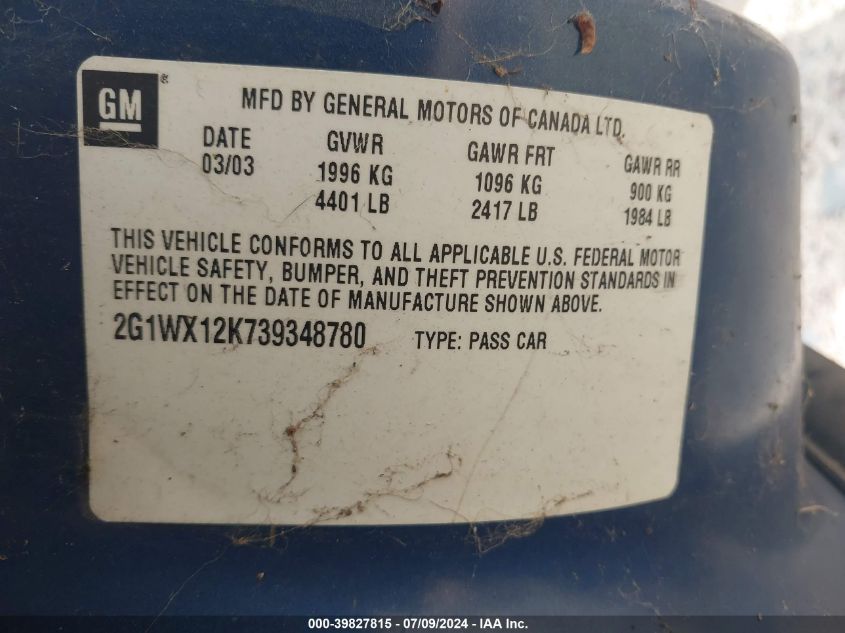 GM ®
MFD BY GENERAL MOTORS OF CANADA LTD.
DATE GVWR GAWR FRT GAWR RR
03/03 1996 KG 1096 KG 900 KG
4401 LB 2417 LB 1984 LB
THIS VEHICLE CONFORMS TO ALL APPLICABLE U.S. FEDERAL MOTOR
VEHICLE SAFETY, BUMPER, AND THEFT PREVENTION STANDARDS IN
EFFECT ON THE DATE OF MANUFACTURE SHOWN ABOVE.
2G1WX12K739348780 TYPE: PASS CAR
000-39827815 / 07/09/2024 - IAA Inc.